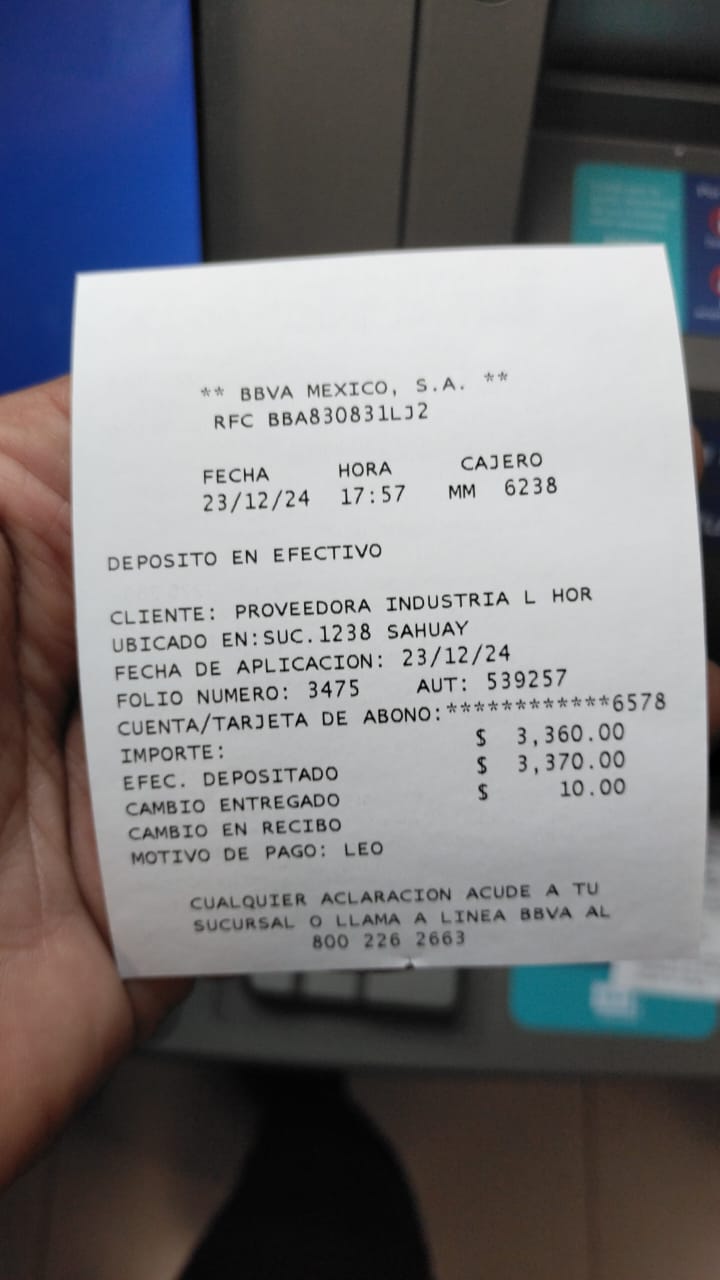 ** BBVA MEXICO, S.A. **
RFC BBA830831LJ2
FECHA HORA CAJERO
23/12/24 17:57 MM 6238
DEPOSITO EN EFECTIVO
CLIENTE: PROVEEDORA INDUSTRIA L HOR
UBICADO EN:SUC.1238 SAHUAY
FECHA DE APLICACION: 23/12/24
FOLIO NUMERO: 3475 AUT: 539257
CUENTA/TARJETA DE ABONO:************6578
IMPORTE: $ 3,360.00
EFEC. DEPOSITADO $ 3,370.00
CAMBIO ENTREGADO $ 10.00
CAMBIO EN RECIBO
MOTIVO DE PAGO: LEO
CUALQUIER ACLARACION ACUDE A TU
SUCURSAL O LLAMA A LINEA BBVA AL
800 226 2663